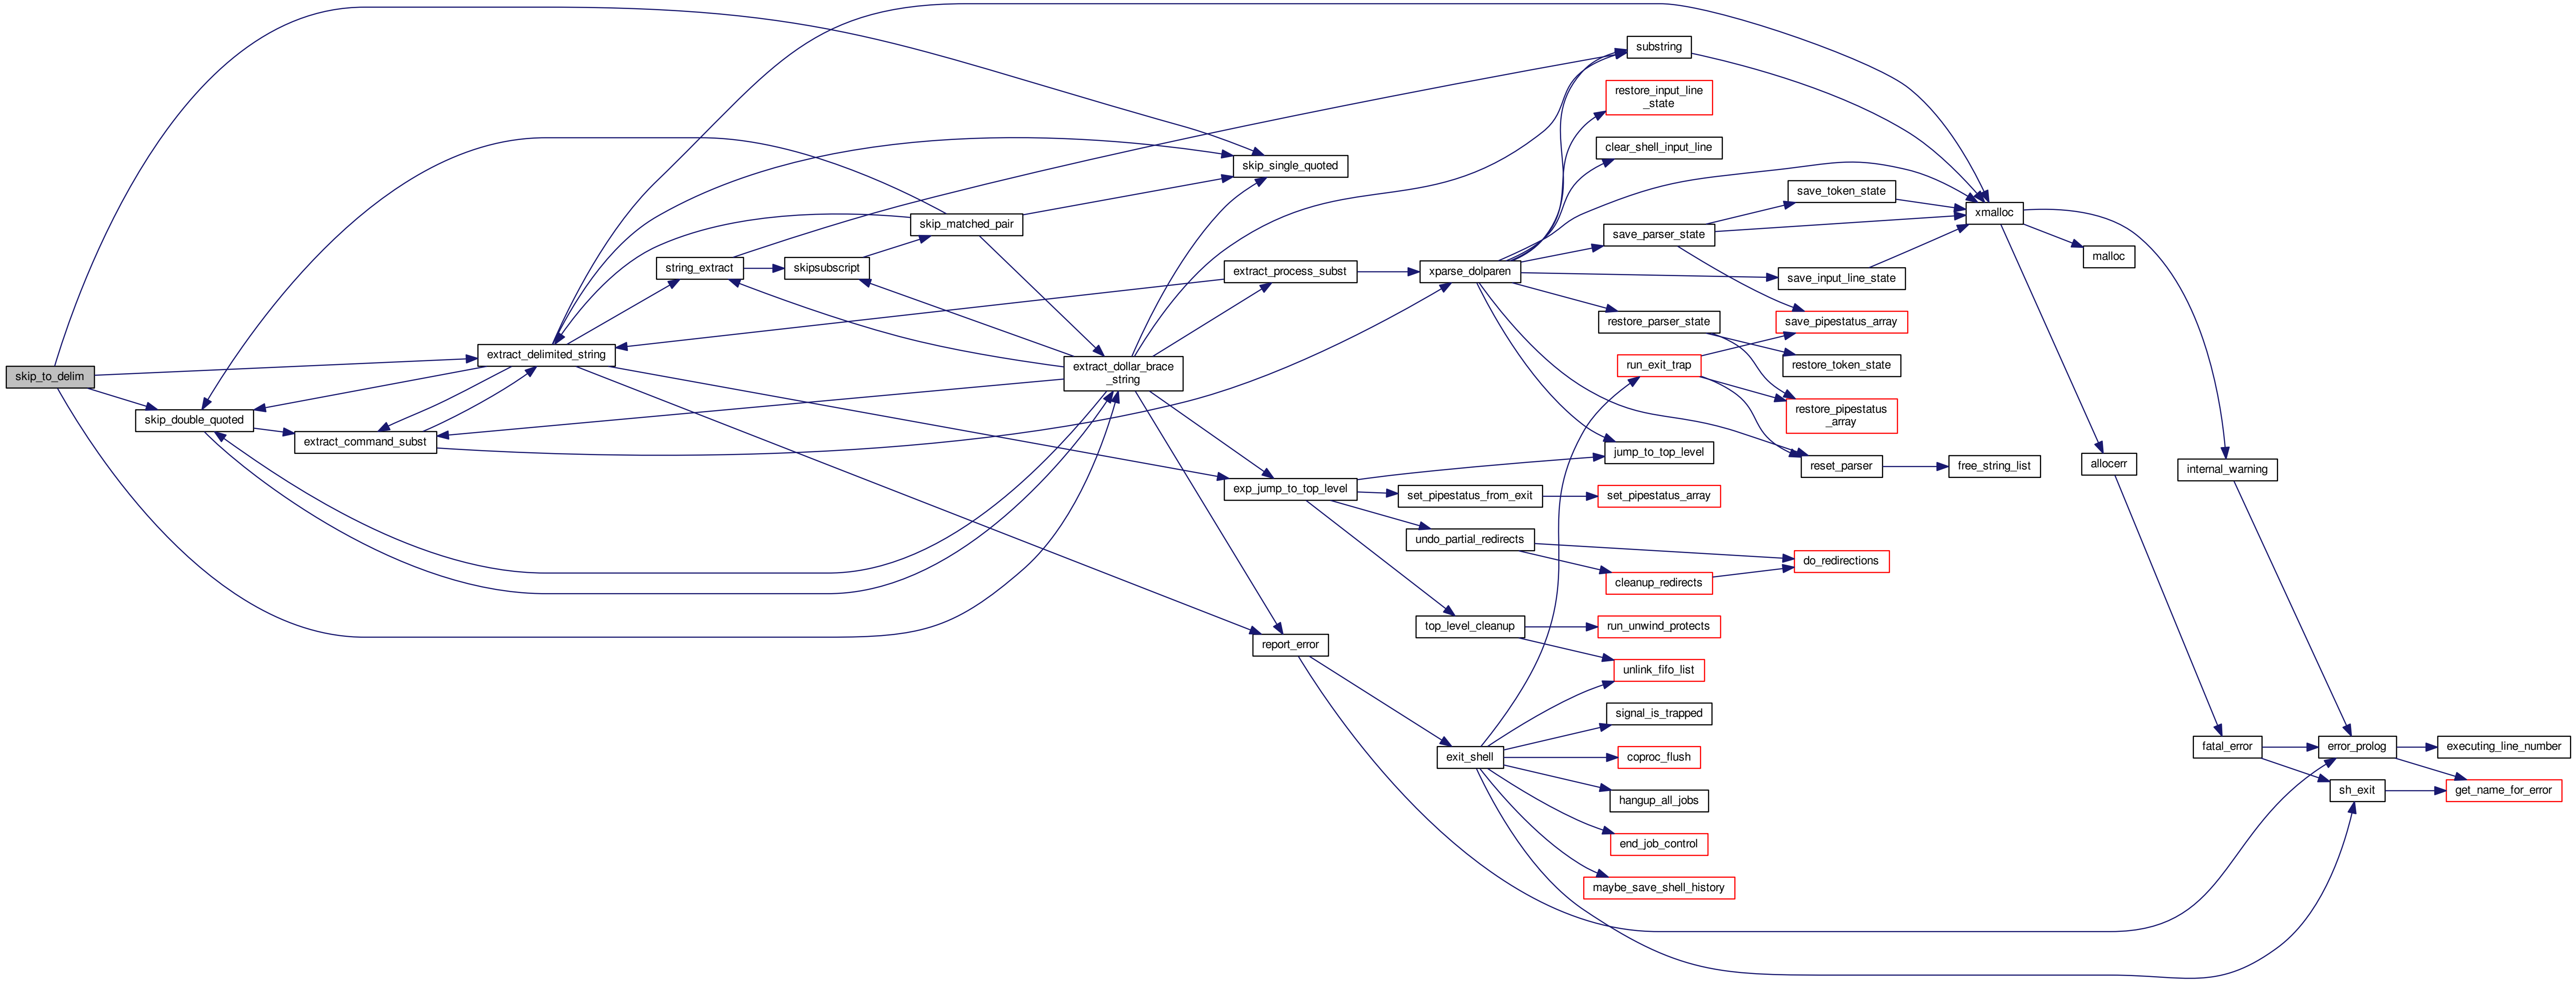 substring
restore_input_line
_state
clear_shell_input_line
skip_single_quoted
save_token_state
xmalloc
skip_matched_pair
save_parser_state
malloc
string_extract
skipsubscript
extract_process_subst
xparse_dolparen
save_input_line_state
restore_parser_state
save_pipestatus_array
extract_delimited_string
run_exit_trap
restore_token_state
skip_to_delim
extract_dollar_brace
_string
restore_pipestatus
_array
skip_double_quoted
extract_command_subst
jump_to_top_level
reset_parser
free_string_list
allocerr
internal_warning
exp_jump_to_top_level
set_pipestatus_from_exit
set_pipestatus_array
undo_partial_redirects
do_redirections
cleanup_redirects
top_level_cleanup
run_unwind_protects
report_error
unlink_fifo_list
signal_is_trapped
exit_shell
coproc_flush
fatal_error
error_prolog
executing_line_number
hangup_all_jobs
sh_exit
get_name_for_error
end_job_control
maybe_save_shell_history